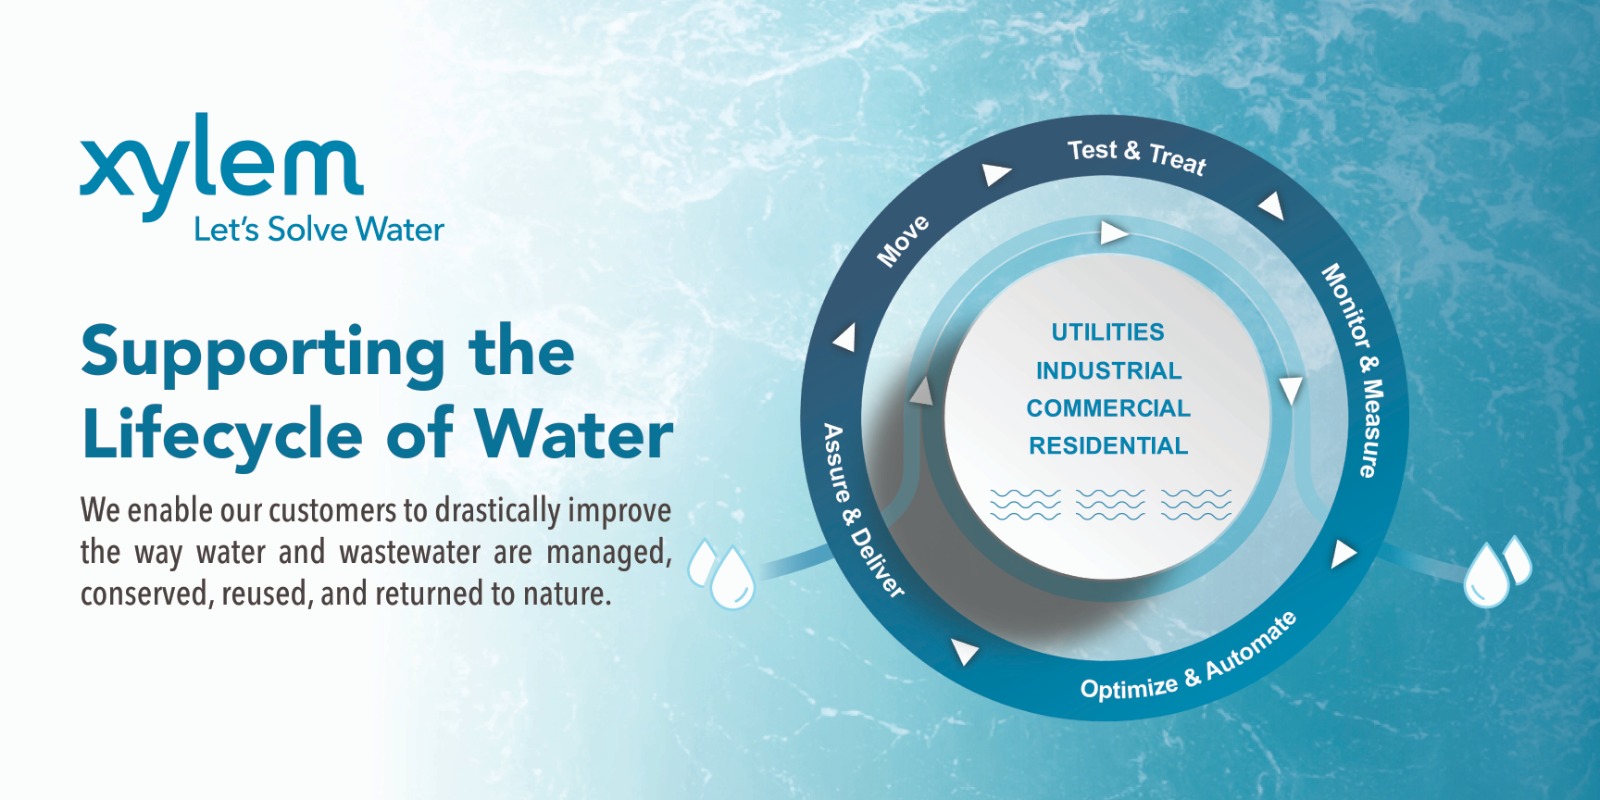 xylem
Let's Solve Water
Supporting the
Lifecycle of Water
We enable our customers to drastically improve
the way water and wastewater are managed,
conserved, reused, and returned to nature.
Move
Test & Treat
Monitor & Measure
Optimize & Automate
Assure & Deliver
UTILITIES
INDUSTRIAL
COMMERCIAL
RESIDENTIAL